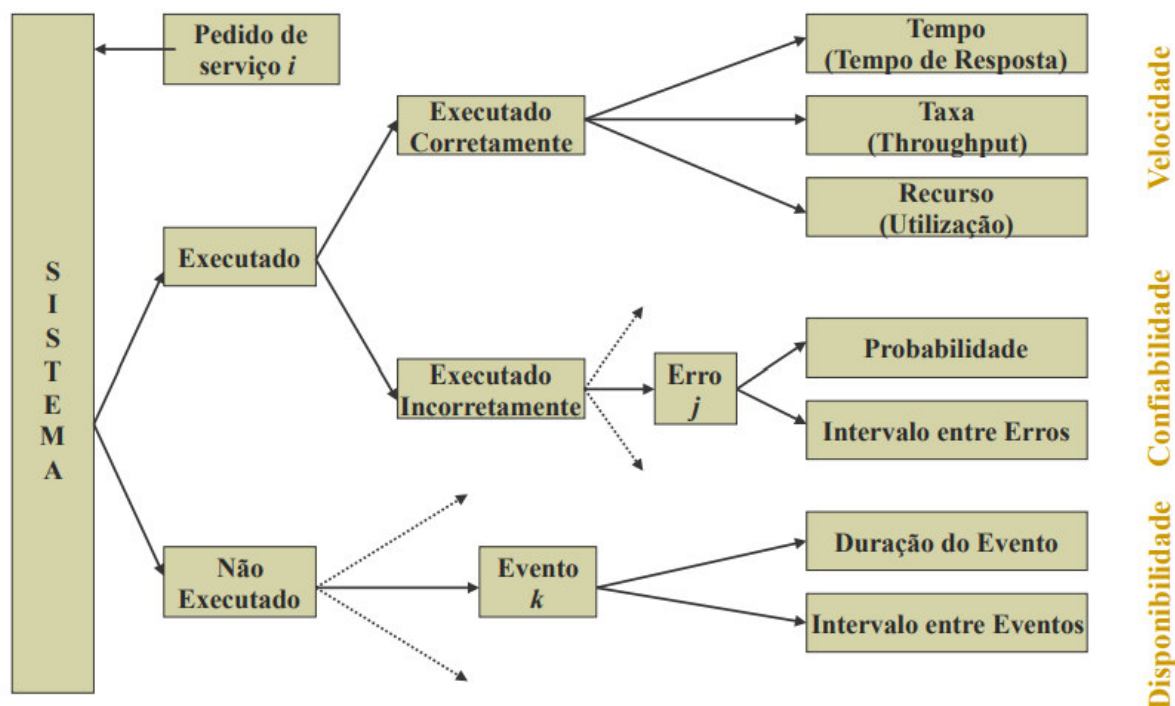 Pedido de
serviço i
SISTEMA
Executado
Não
Executado
Executado
Corretamente
Executado
Incorretamente
Erro
j
Evento
k
Tempo
(Tempo de Resposta)
Taxa
(Throughput)
Recurso
(Utilização)
Probabilidade
Intervalo entre Erros
Duração do Evento
Intervalo entre Eventos
Velocidade
Confiabilidade
Disponibilidade